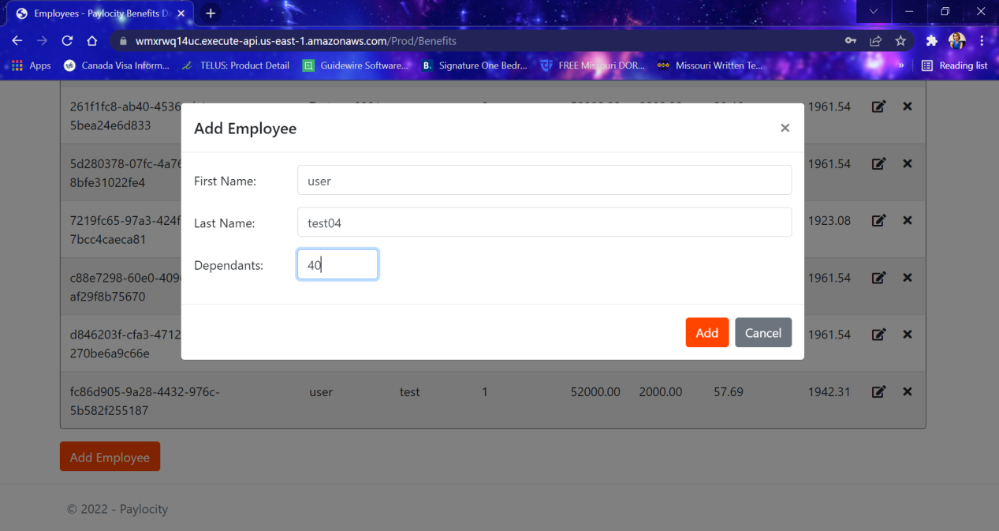 Employees - Paylocity Benefits Da
wmxrwq14uc.execute-api.us-east-1.amazonaws.com/Prod/Benefits
Apps Canada Visa Inform... TELUS: Product Detail Guidewire Software... B. Signature One Bedr... FREE Missouri DOR... Missouri Written Te... » Reading list
261f1fc8-ab40-4536 1961.54
5bea24e6d833
Add Employee ×
5d280378-07fc-4a76 1961.54
8bfe31022fe4
First Name: user
7219fc65-97a3-424f 1923.08
7bcc4caeca81
Last Name: test04
Dependants: 40
c88e7298-60e0-409 1961.54
af29f8b75670
d846203f-cfa3-4712 1961.54
270be6a9c66e
Add Cancel
fc86d905-9a28-4432-976c- user test 1 52000.00 2000.00 57.69 1942.31
5b582f255187
Add Employee
© 2022 - Paylocity